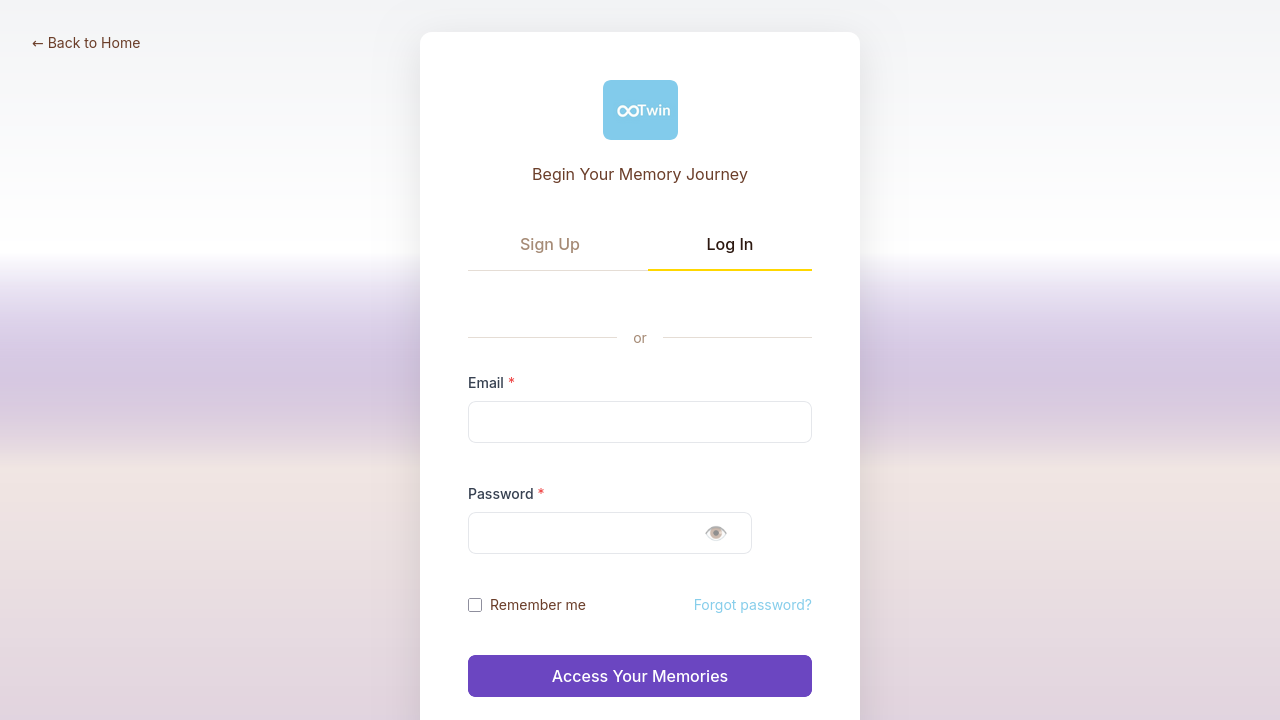 ← Back to Home
∞Twin
Begin Your Memory Journey
Sign Up
Log In
or
Email *
Password *
Remember me
Forgot password?
Access Your Memories